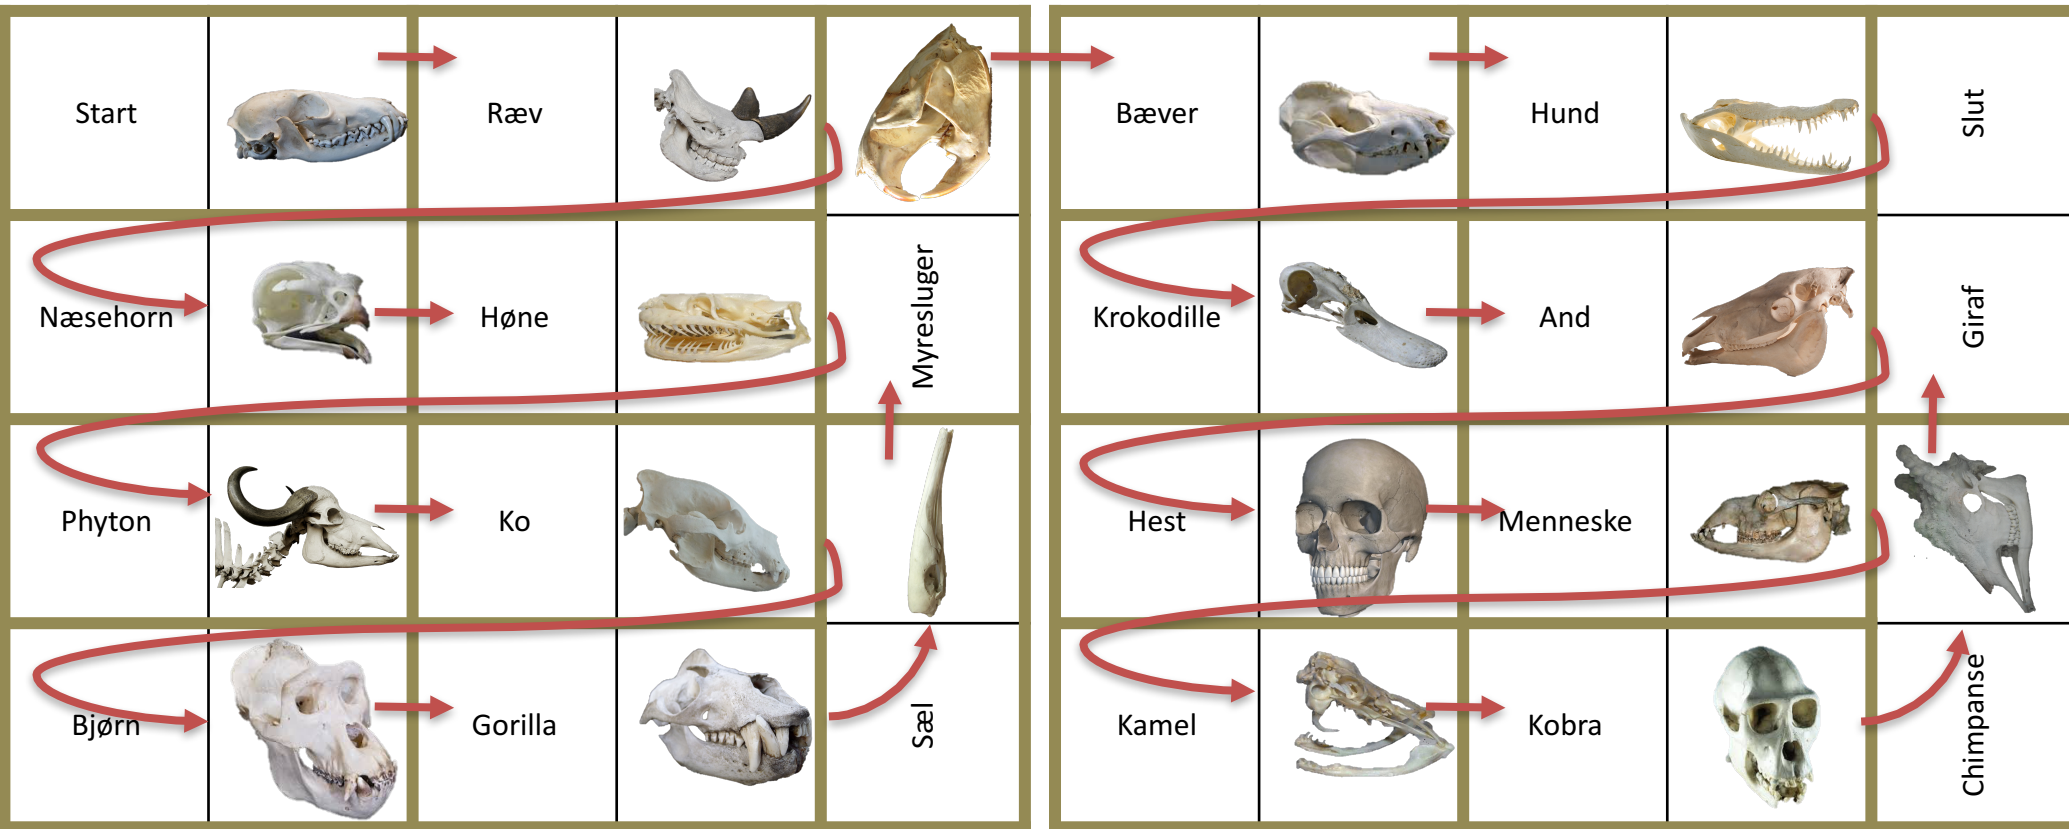 Start
Ræv
Bæver
Hund
Slut
Næsehorn
Høne
Myresluger
Krokodille
And
Giraf
Phyton
Ko
Hest
Menneske
Bjørn
Gorilla
Sæl
Kamel
Kobra
Chimpanse